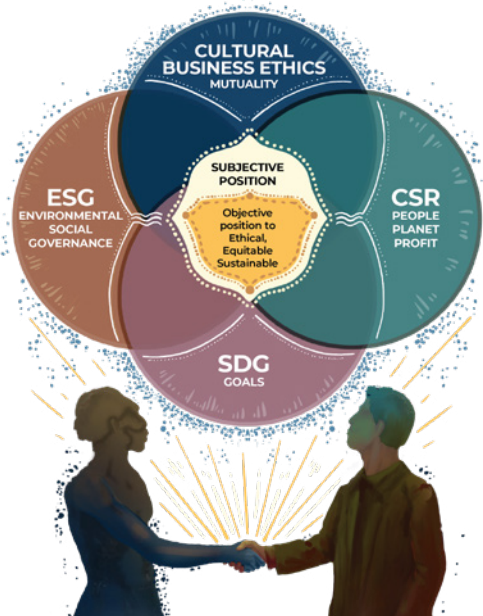 CULTURAL
BUSINESS ETHICS
MUTUALITY
SUBJECTIVE
POSITION
ESG
ENVIRONMENTAL
SOCIAL
GOVERNANCE
Objective
position to
Ethical,
Equitable
Sustainable
CSR
PEOPLE
PLANET
PROFIT
SDG
GOALS